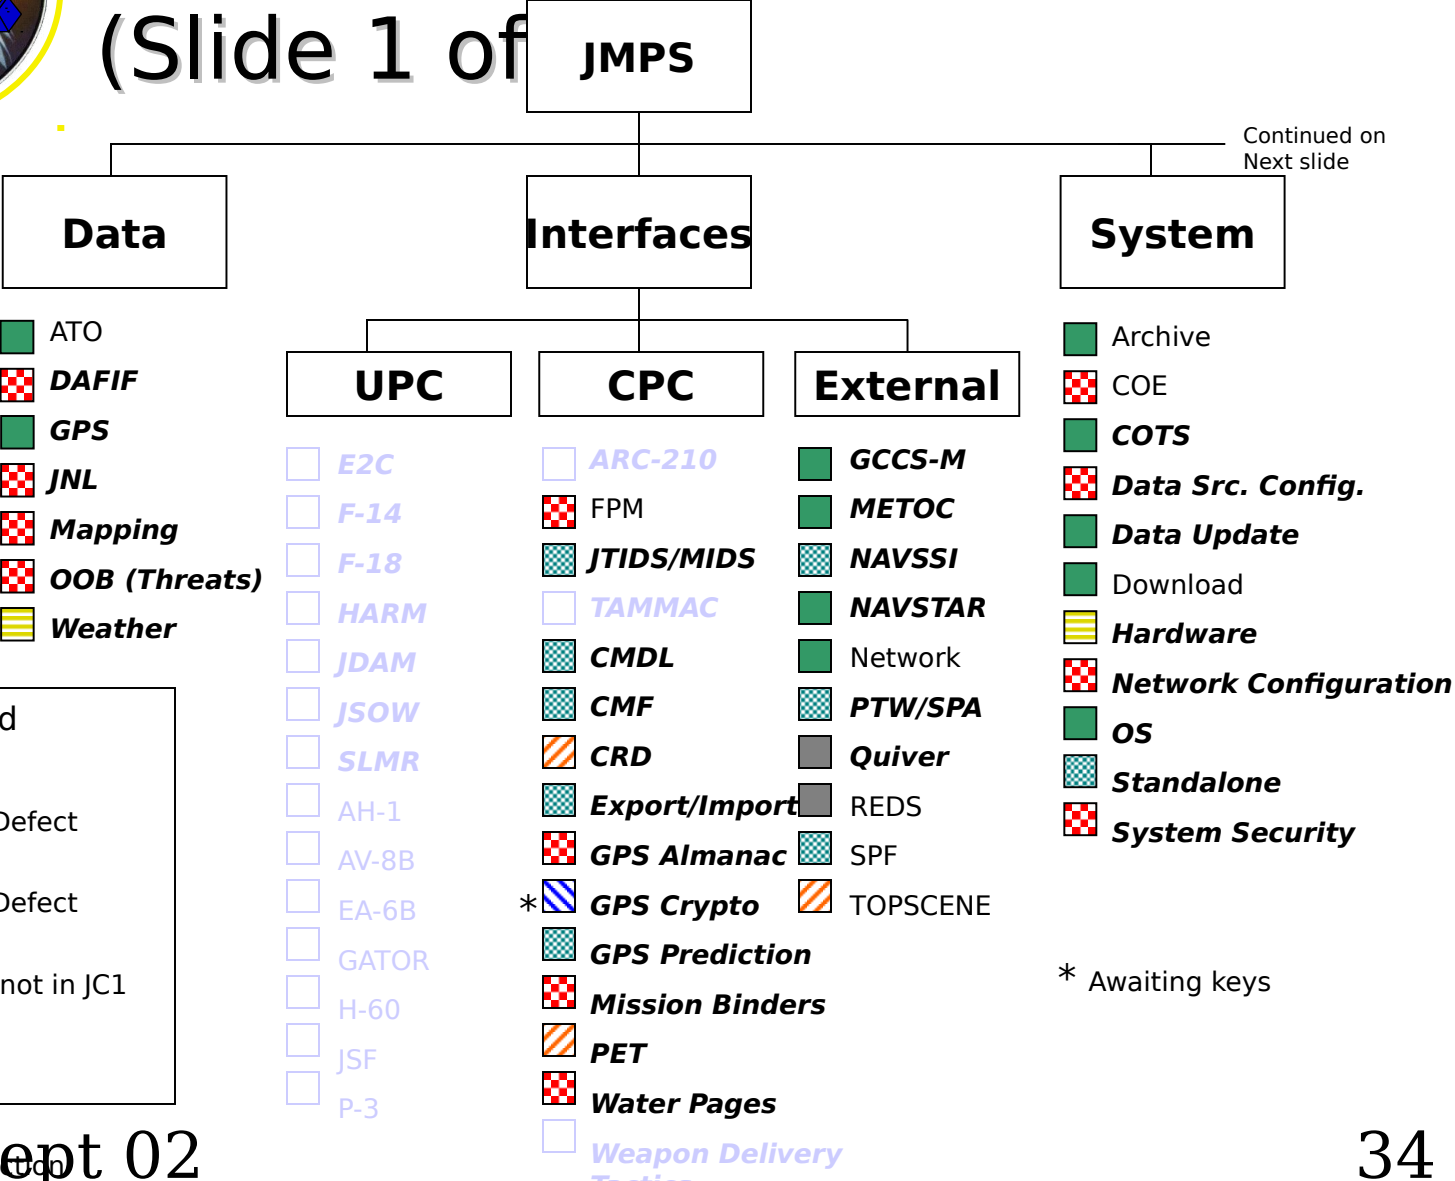 (Slide 1 of
JMPS
Continued on
Next slide
Data
Interfaces
System
ATO
DAFIF
GPS
JNL
Mapping
OOB (Threats)
Weather
UPC
E2C
F-14
F-18
HARM
JDAM
JSOW
SLMR
AH-1
AV-8B
EA-6B
GATOR
H-60
JSF
P-3
CPC
ARC-210
FPM
JTIDS/MIDS
TAMMAC
CMDL
CMF
CRD
Export/Import
GPS Almanac
* GPS Crypto
GPS Prediction
Mission Binders
PET
Water Pages
Weapon Delivery
External
GCCS-M
METOC
NAVSSI
NAVSTAR
Network
PTW/SPA
Quiver
REDS
SPF
TOPSCENE
Archive
COE
COTS
Data Src. Config.
Data Update
Download
Hardware
Network Configuration
OS
Standalone
System Security
* Awaiting keys
d
Defect
Defect
not in JC1
ept 02
34